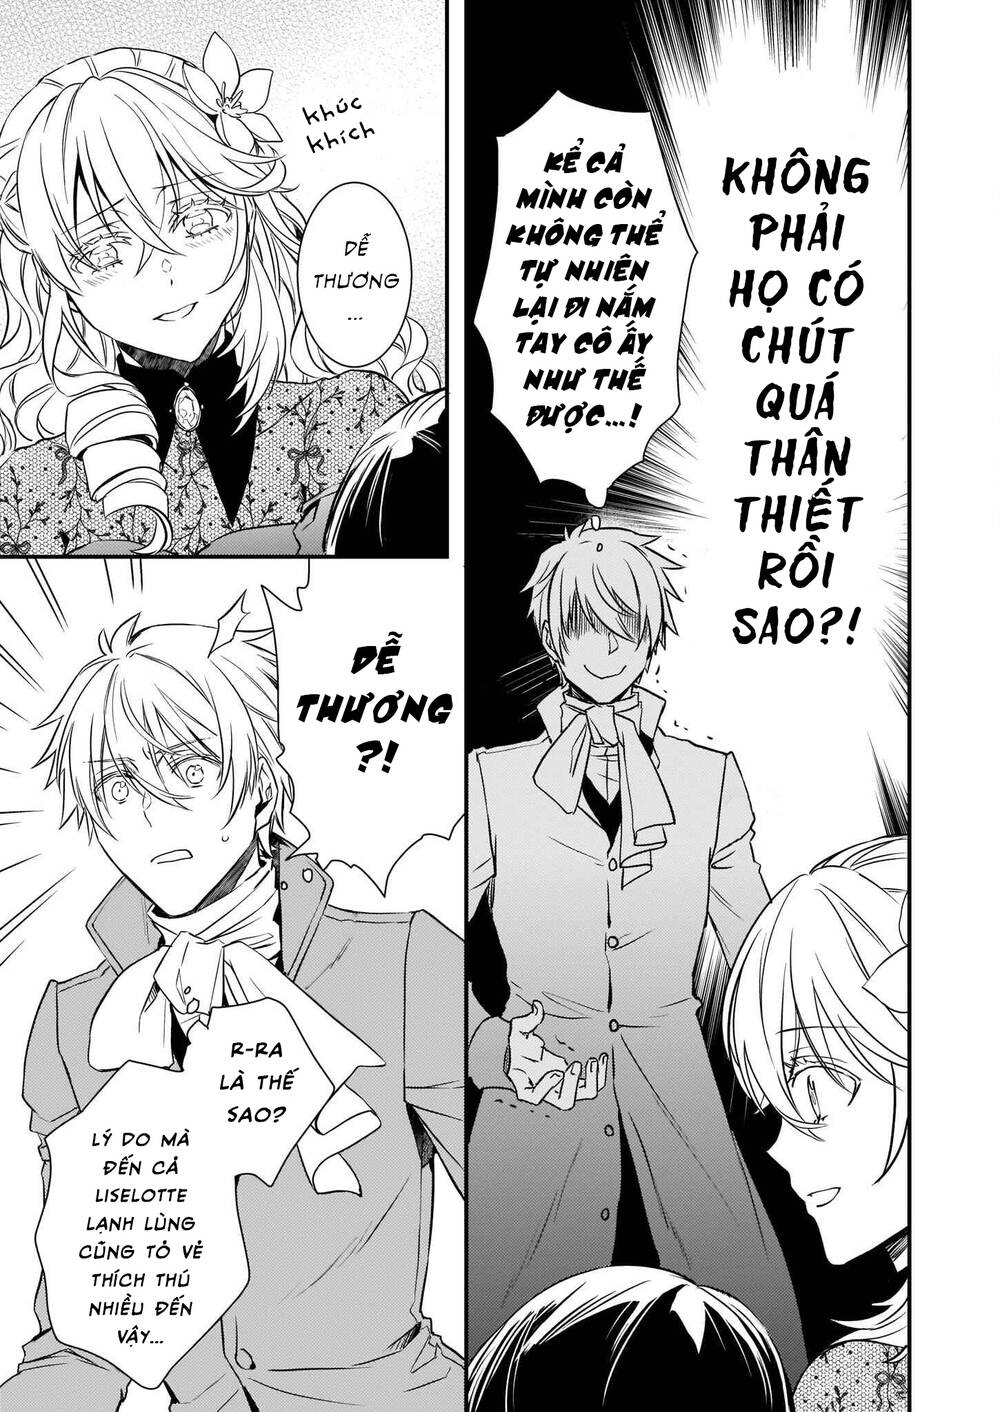 KHÔNG
PHẢI
HỌ CÓ
CHÚT
QUÁ
THÂN
THIẾT
RỒI
SAO?!
KỂ CẢ
MÌNH CÒN
KHÔNG THỂ
TỰ NHIÊN
LẠI ĐI NẮM
TAY CÔ ẤY
NHƯ THẾ
ĐƯỢC...!
KHÚC
KHÍCH
DỄ
THƯƠNG
...
DỄ
THƯƠNG
?!
R-RA
LÀ THẾ
SAO?
LÝ DO MÀ
ĐẾN CẢ
LISELOTTE
LẠNH LÙNG
CŨNG TỎ VẺ
THÍCH THÚ
NHIỀU ĐẾN
VẬY...